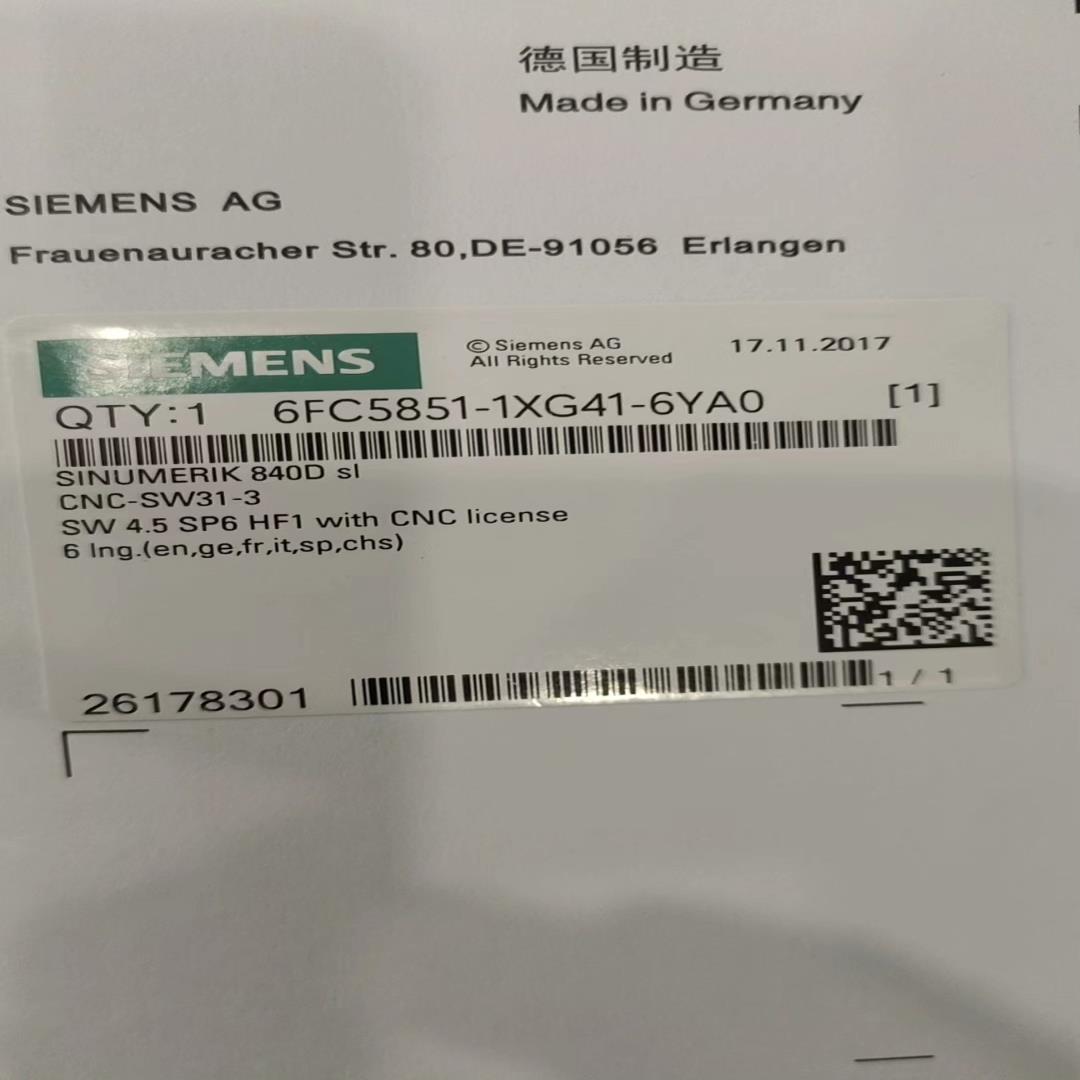 德国制造
Made in Germany
SIEMENS AG
Frauenauracher Str. 80,DE-91056 Erlangen
SIEMENS
© Siemens AG
All Rights Reserved
17.11.2017
QTY:1 6FC5851-1XG41-6YA0 [1]
SINUMERIK 840D sl
CNC-SW31-3
SW 4.5 SP6 HF1 with CNC license
6 lng.(en,ge,fr,it,sp,chs)
26178301 1 / 1